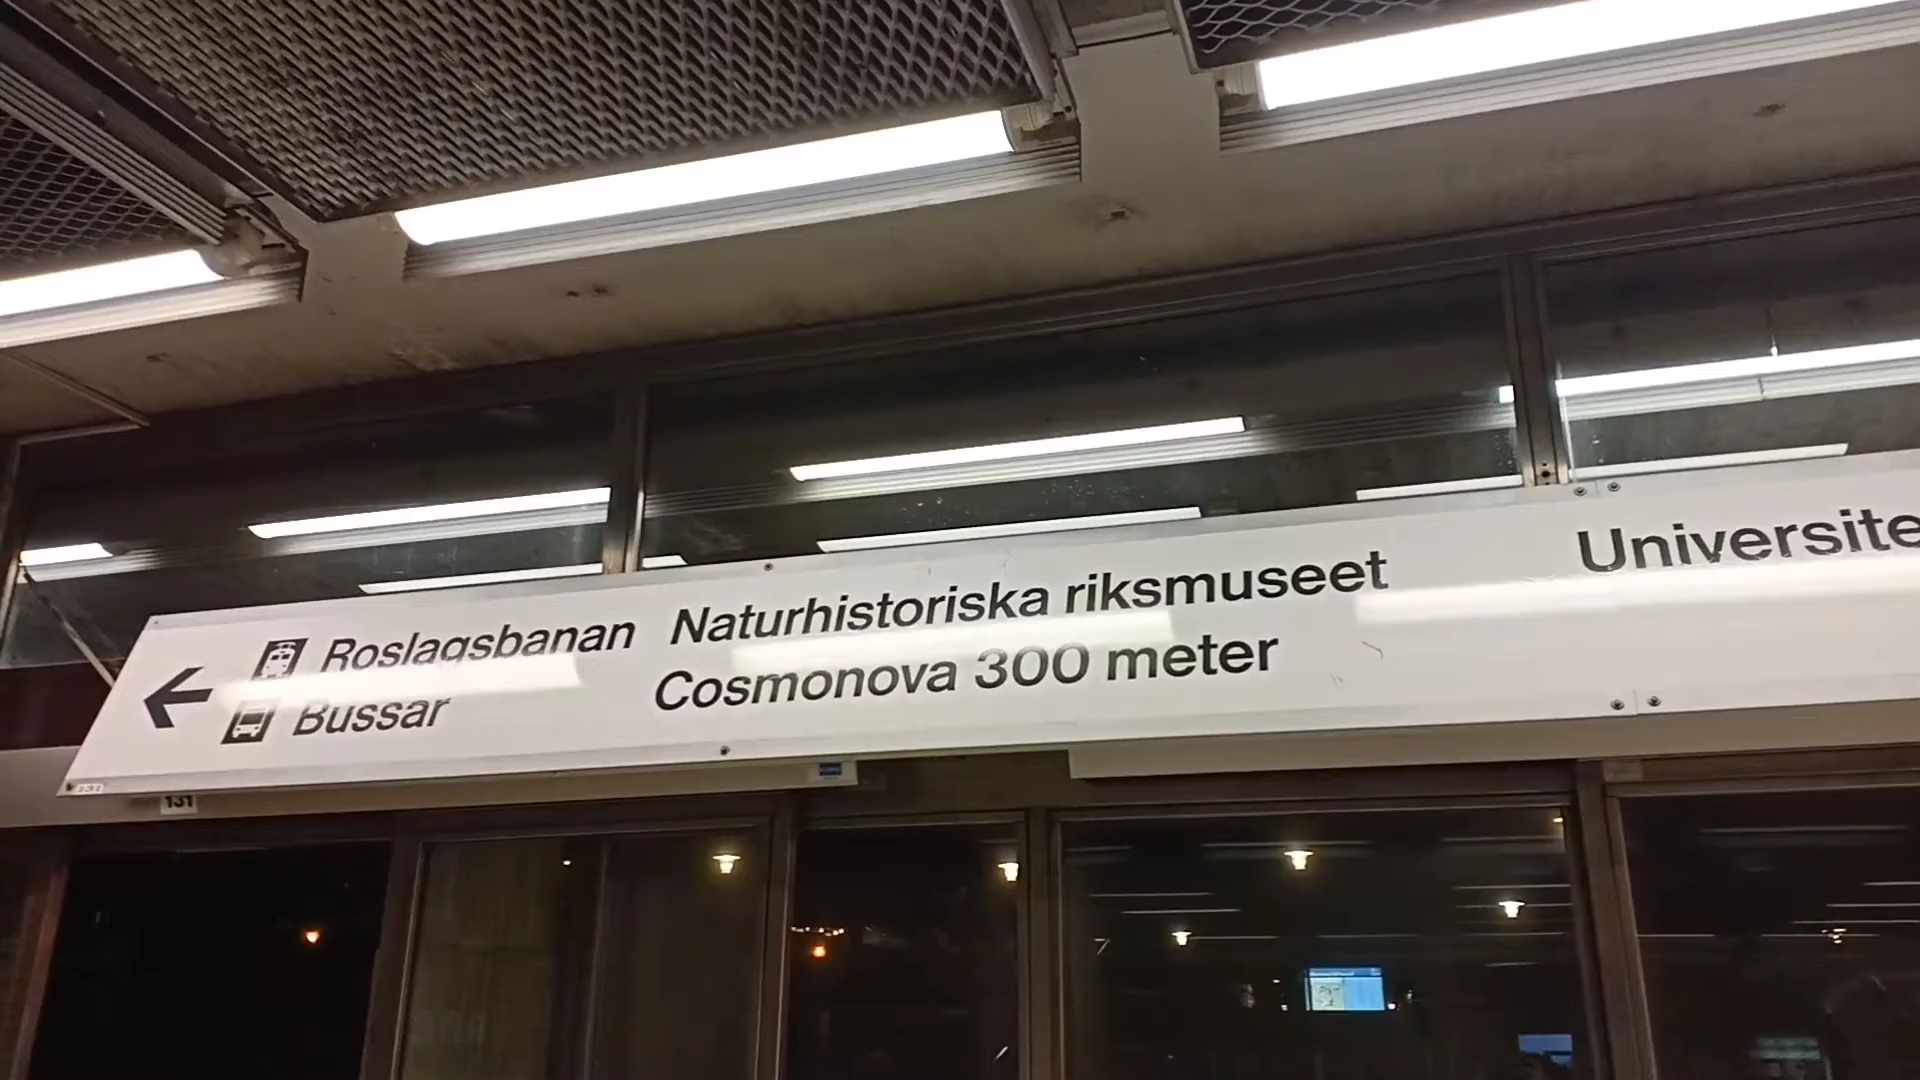 Roslagsbanan
Bussar
Naturhistoriska riksmuseet
Cosmonova 300 meter
Universite
131